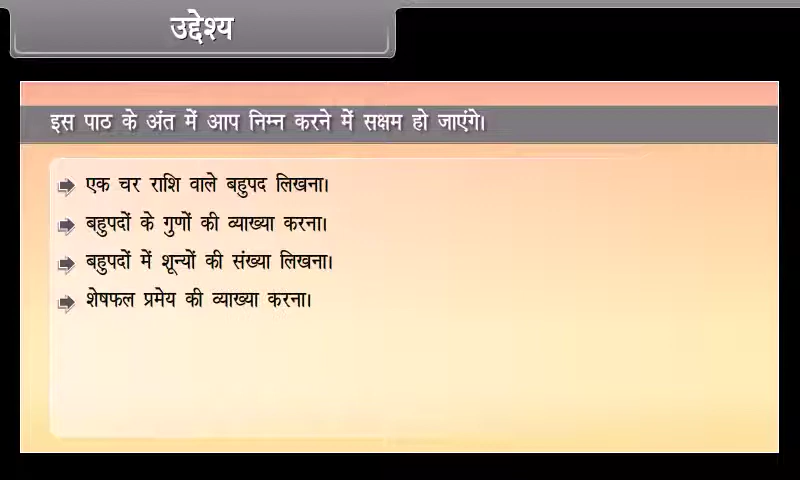 उद्देश्य
इस पाठ के अंत में आप निम्न करने में सक्षम हो जाएंगे।
एक चर राशि वाले बहुपद लिखना।
बहुपदों के गुणों की व्याख्या करना।
बहुपदों में शून्यों की संख्या लिखना।
शेषफल प्रमेय की व्याख्या करना।